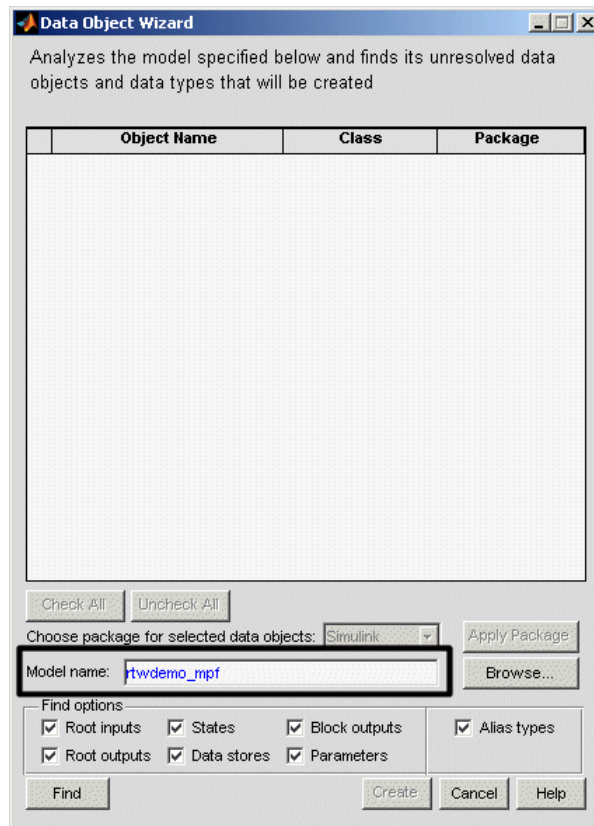 Data Object Wizard
Analyzes the model specified below and finds its unresolved data
objects and data types that will be created
Object Name Class Package
Check All Uncheck All
Choose package for selected data objects: Simulink Apply Package
Model name: rtwdemo_mpf Browse...
Find options
Root inputs States Block outputs Alias types
Root outputs Data stores Parameters
Find Create Cancel Help